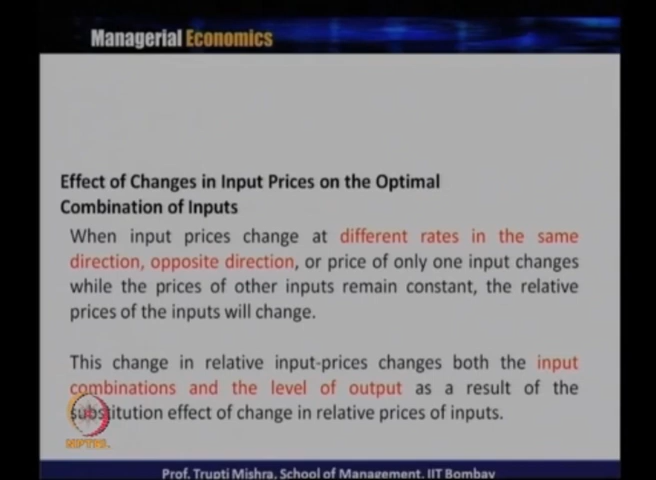 Managerial Economics
Effect of Changes in Input Prices on the Optimal
Combination of Inputs
When input prices change at different rates in the same
direction, opposite direction, or price of only one input changes
while the prices of other inputs remain constant, the relative
prices of the inputs will change.
This change in relative input-prices changes both the input
combinations and the level of output as a result of the
substitution effect of change in relative prices of inputs.
NPTEL
Prof. Trupti Mishra, School of Management, IIT Bombay